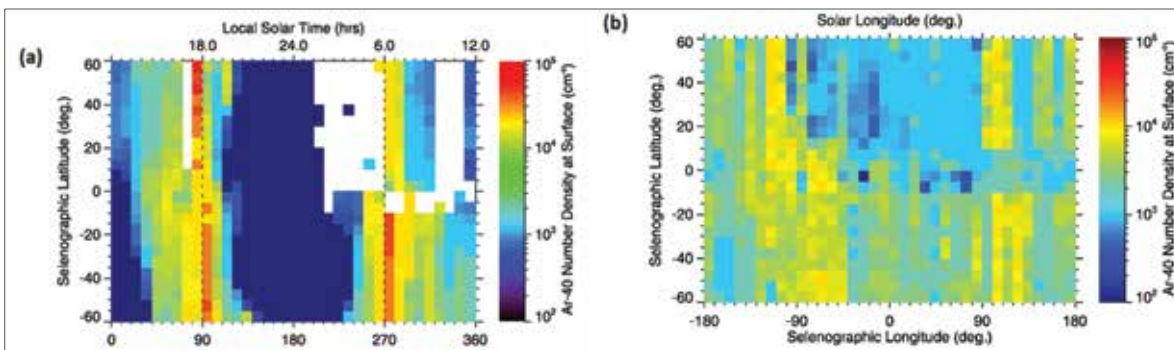 (a)
Local Solar Time (hrs)
18.0 24.0 6.0 12.0
Selenographic Latitude (deg.)
60
40
20
0
-20
-40
-60
0 90 180 270 360
10⁵
10⁴
10³
10²
Ar-40 Number Density at Surface (cm⁻³)
(b)
Solar Longitude (deg.)
Selenographic Latitude (deg.)
60
40
20
0
-20
-40
-60
-180 -90 0 90 180
Selenographic Longitude (deg.)
10⁵
10⁴
10³
10²
Ar-40 Number Density at Surface (cm⁻³)